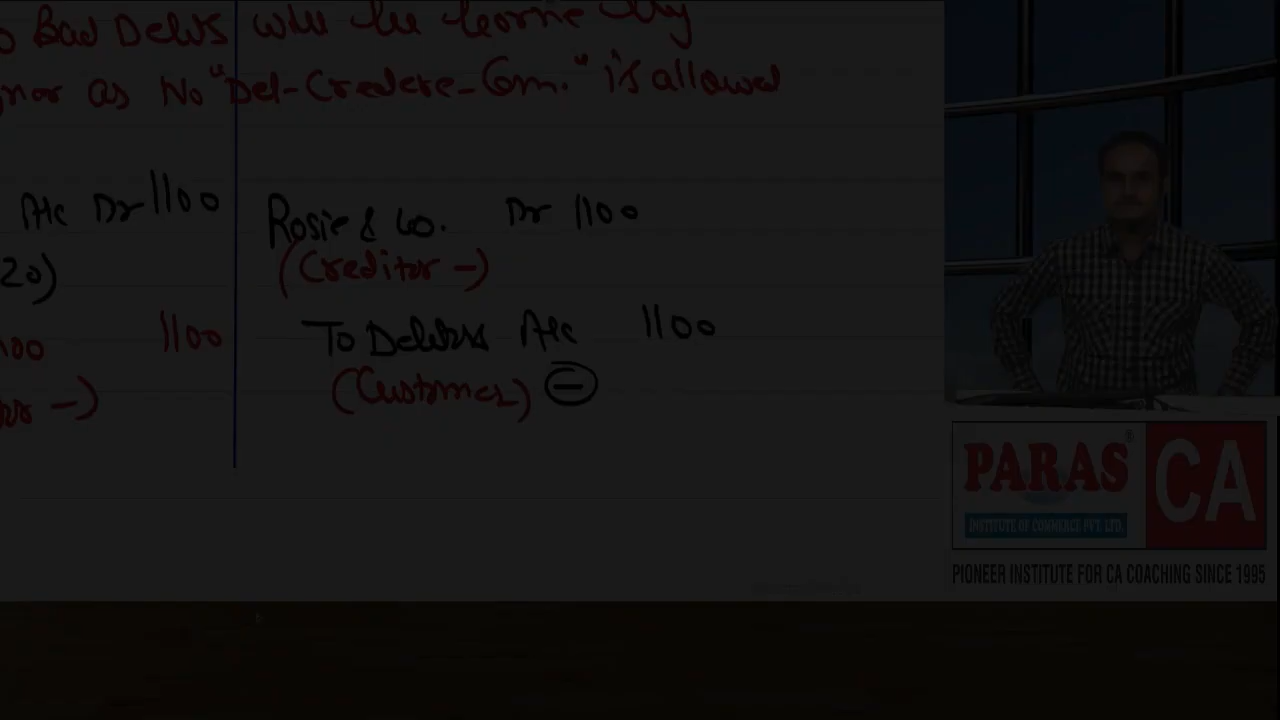 Bad Debts will be borne by
as No "Del-Credere-Com." is allowed
A/c Dr 1100
Rosie & Co. Dr 1100
20)
(Creditor -)
1100
To Debtors A/c 1100
-)
(Customer) -
PARAS
INSTITUTE OF COMMERCE PVT. LTD.
CA
PIONEER INSTITUTE FOR CA COACHING SINCE 1995